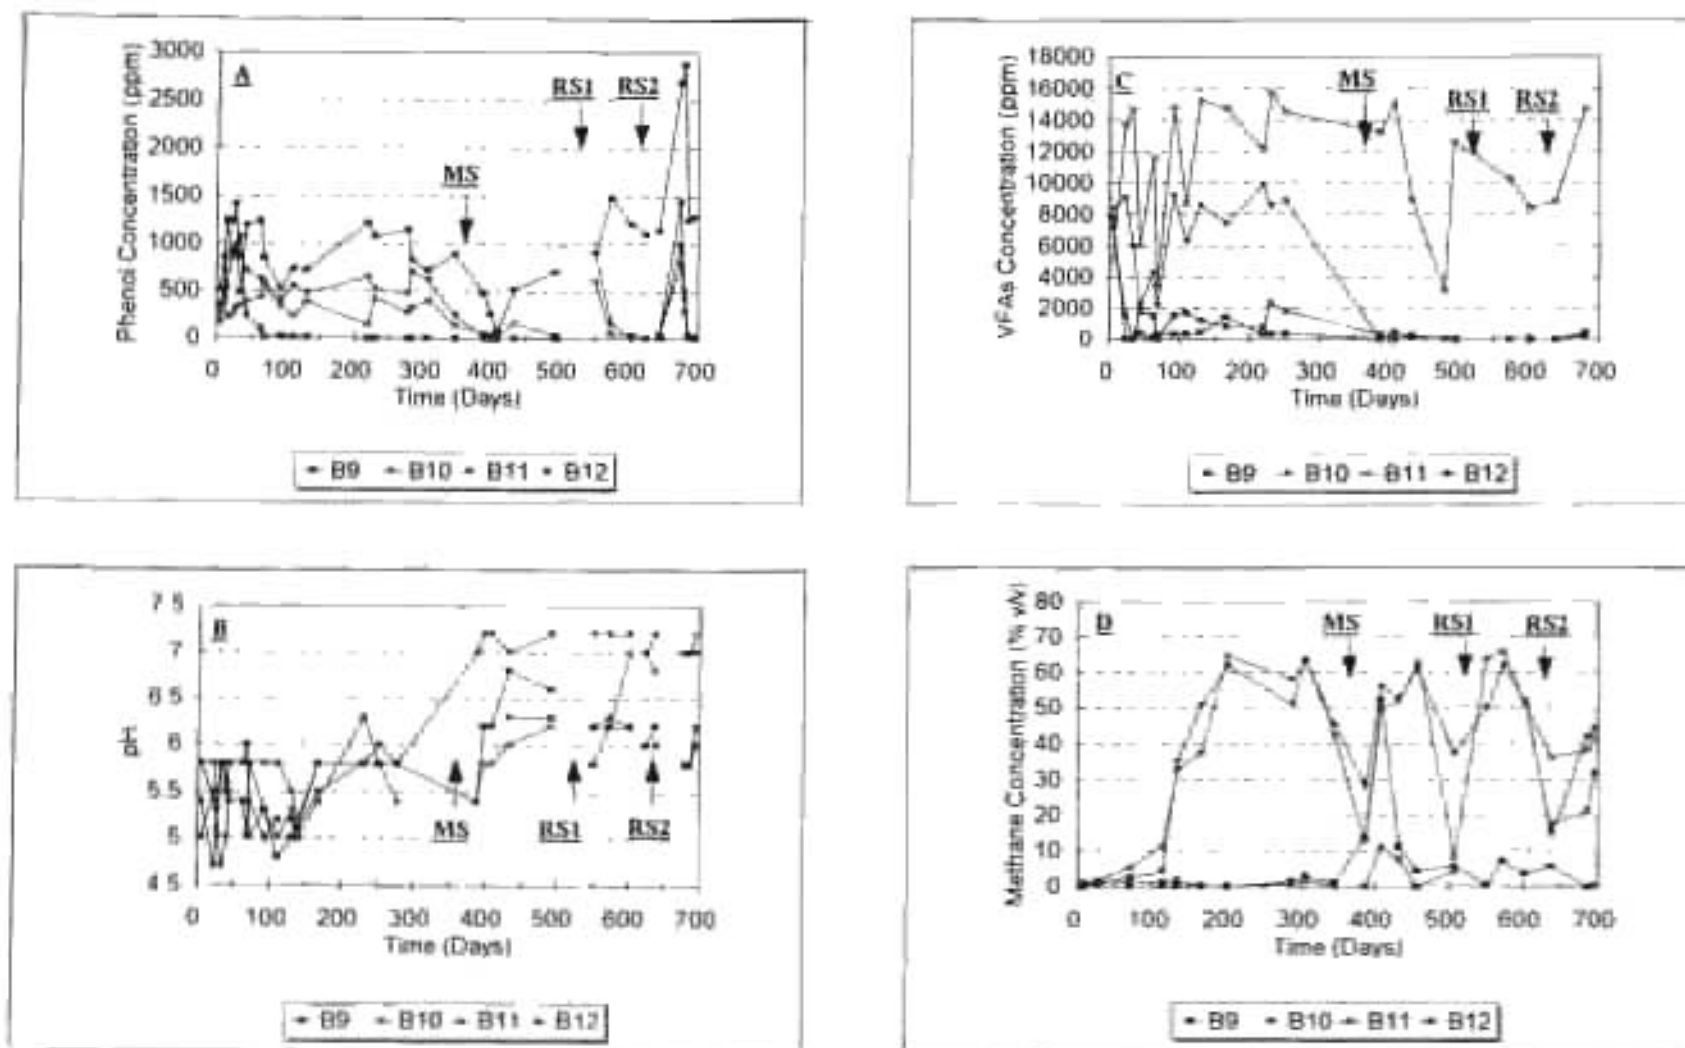 A
Phenol Concentration (ppm)
3000
2500
2000
1500
1000
500
0
RS1 RS2
MS
0 100 200 300 400 500 600 700
Time (Days)
B9 B10 B11 B12
C
VFAs Concentration (ppm)
18000
16000
14000
12000
10000
8000
6000
4000
2000
0
MS
RS1 RS2
0 100 200 300 400 500 600 700
Time (Days)
B9 B10 B11 B12
B
pH
7 5
7
6 5
6
5.5
5
4 5
MS RS1 RS2
0 100 200 300 400 500 600 700
Time (Days)
B9 B10 B11 B12
D
Methane Concentration (% v/v)
80
70
60
50
40
30
20
10
0
MS RS1 RS2
0 100 200 300 400 500 600 700
Time (Days)
B9 B10 B11 B12